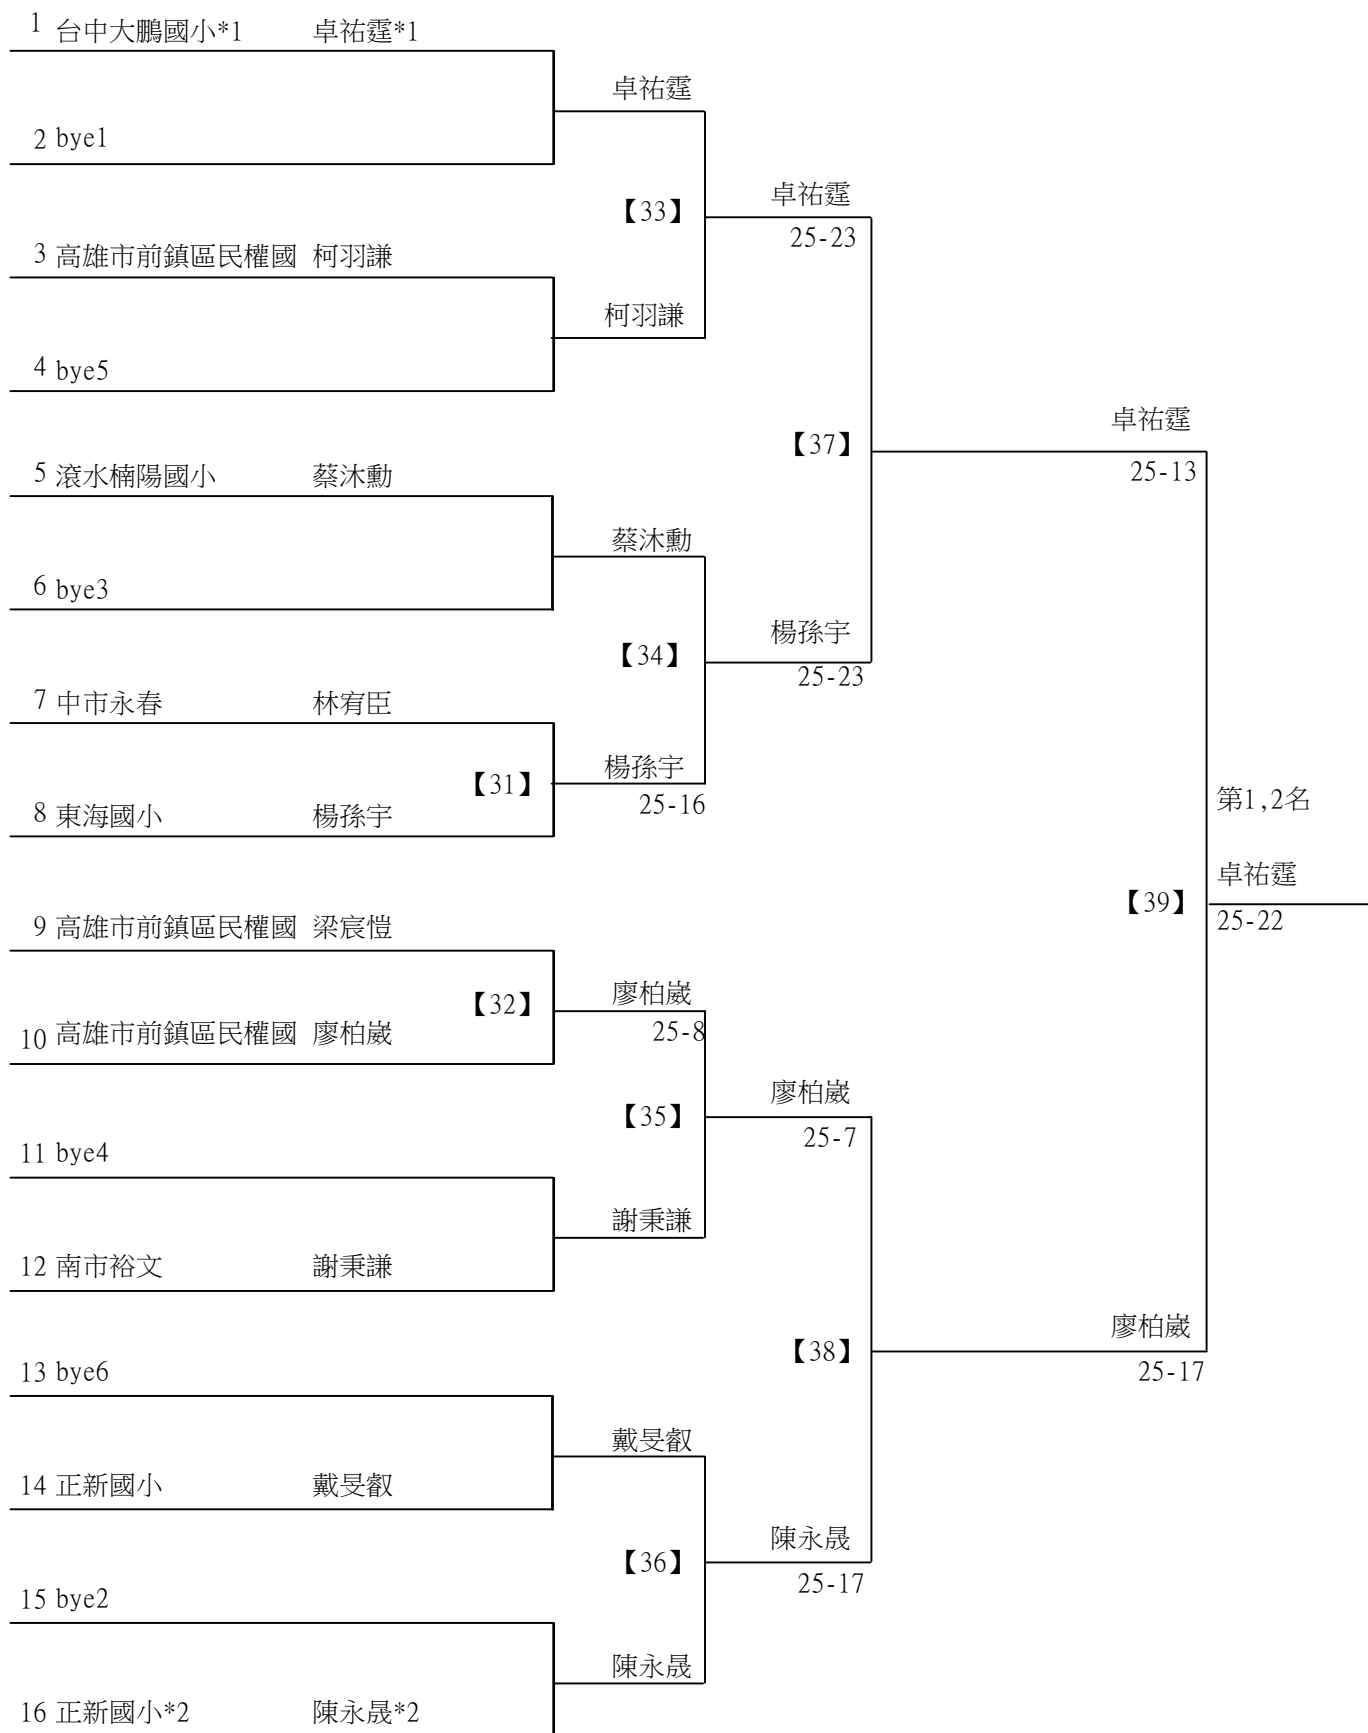 1 台中大鵬國小*1 卓祐霆*1
卓祐霆
2 bye1
卓祐霆
【33】
25-23
3 高雄市前鎮區民權國 柯羽謙
柯羽謙
4 bye5
卓祐霆
【37】
25-13
5 滾水楠陽國小 蔡沐勳
蔡沐勳
6 bye3
楊孫宇
【34】
25-23
7 中市永春 林宥臣
楊孫宇
【31】
25-16
8 東海國小 楊孫宇
第1,2名
卓祐霆
【39】
25-22
9 高雄市前鎮區民權國 梁宸愷
廖柏崴
【32】
25-8
10 高雄市前鎮區民權國 廖柏崴
廖柏崴
【35】
25-7
11 bye4
謝秉謙
12 南市裕文 謝秉謙
廖柏崴
【38】
25-17
13 bye6
戴旻叡
14 正新國小 戴旻叡
陳永晟
【36】
25-17
15 bye2
陳永晟
16 正新國小*2 陳永晟*2